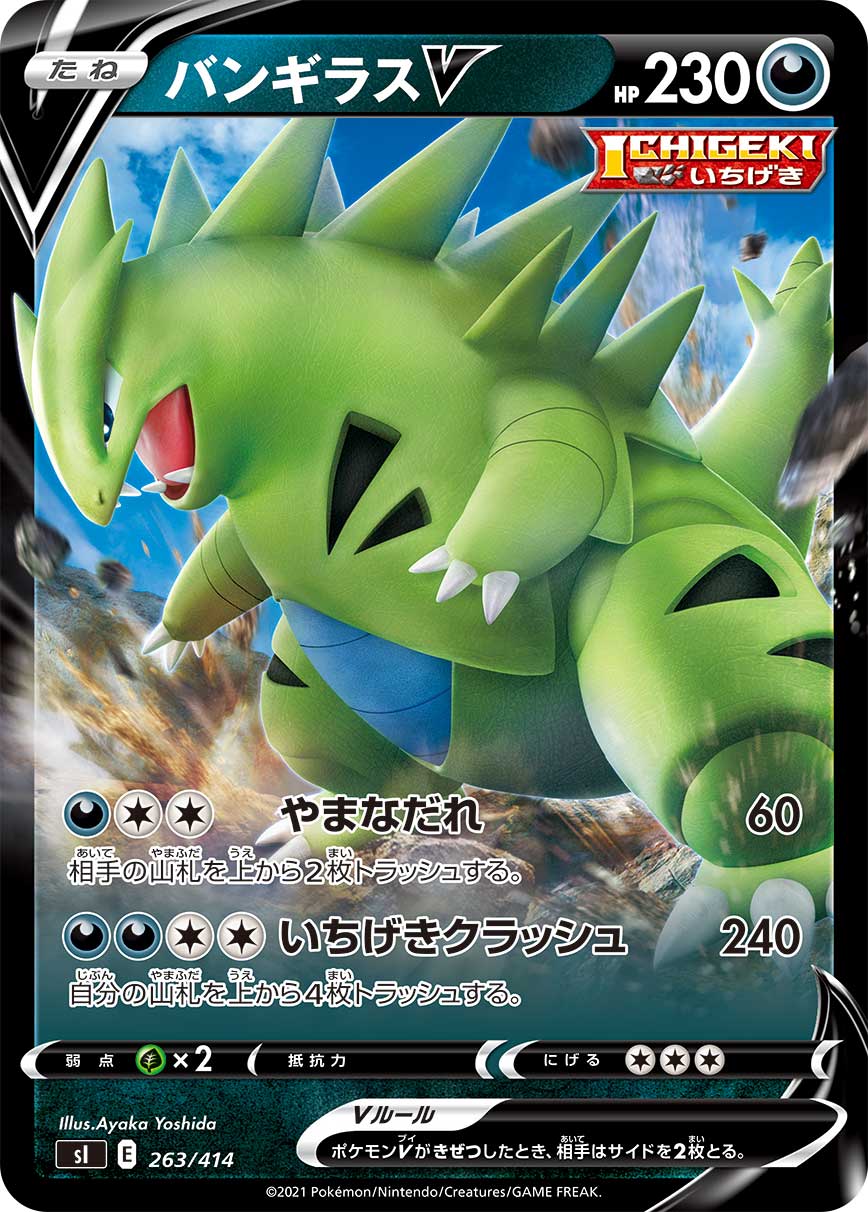 たね バンギラスV HP 230
ICHIGEKI
いちげき
やまなだれ 60
相手の山札を上から2枚トラッシュする。
いちげきクラッシュ 240
自分の山札を上から4枚トラッシュする。
弱点 ×2 抵抗力 にげる
Illus.Ayaka Yoshida
Vルール
ポケモンVがきぜつしたとき、相手はサイドを2枚とる。
sI E 263/414
©2021 Pokémon/Nintendo/Creatures/GAME FREAK.